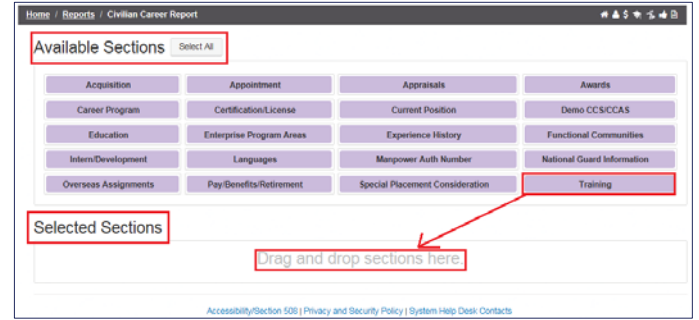 Home / Reports / Civilian Career Report
Available Sections Select All
Acquisition Appointment Appraisals Awards
Career Program Certification/License Current Position Demo CCS/CCAS
Education Enterprise Program Areas Experience History Functional Communities
Intern/Development Languages Manpower Auth Number National Guard Information
Overseas Assignments Pay/Benefits/Retirement Special Placement Consideration Training
Selected Sections
Drag and drop sections here.
Accessibility/Section 508 | Privacy and Security Policy | System Help Desk Contacts